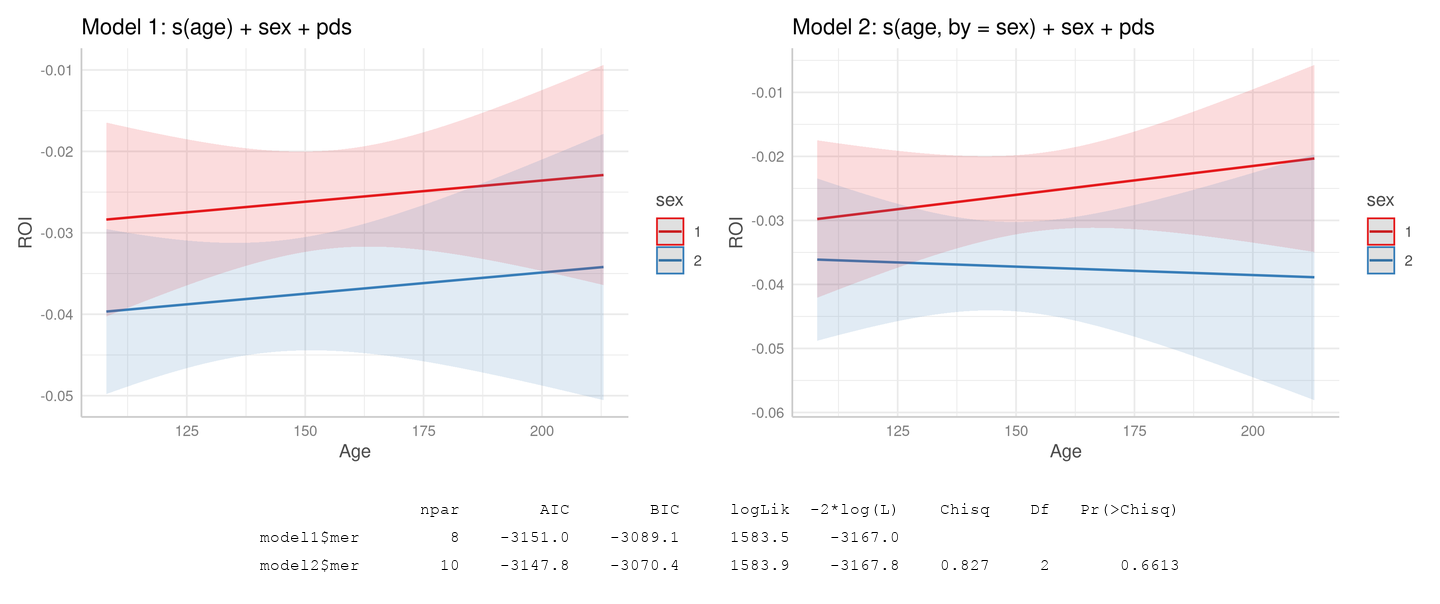 Model 1: s(age) + sex + pds
-0.01
-0.02
-0.03
-0.04
-0.05
ROI
125 150 175 200
Age
sex
1
2
Model 2: s(age, by = sex) + sex + pds
-0.01
-0.02
-0.03
-0.04
-0.05
-0.06
ROI
125 150 175 200
Age
sex
1
2
npar AIC BIC logLik -2*log(L) Chisq Df Pr(>Chisq)
model1$mer 8 -3151.0 -3089.1 1583.5 -3167.0
model2$mer 10 -3147.8 -3070.4 1583.9 -3167.8 0.827 2 0.6613